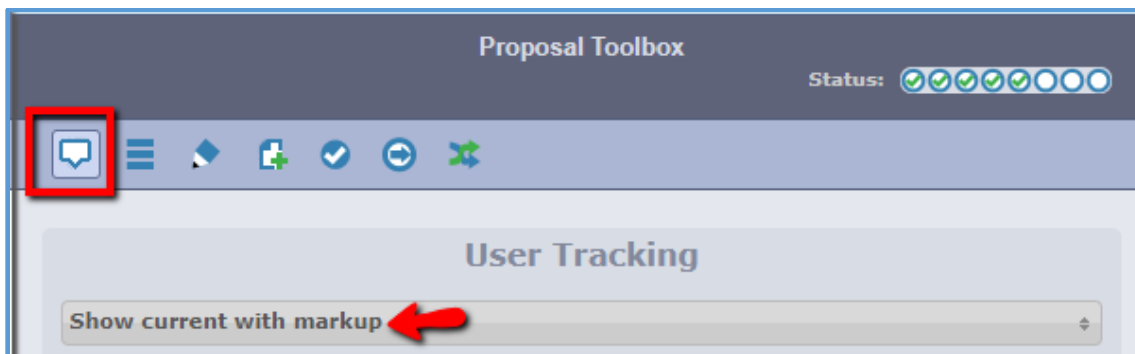 Proposal Toolbox
Status:
User Tracking
Show current with markup